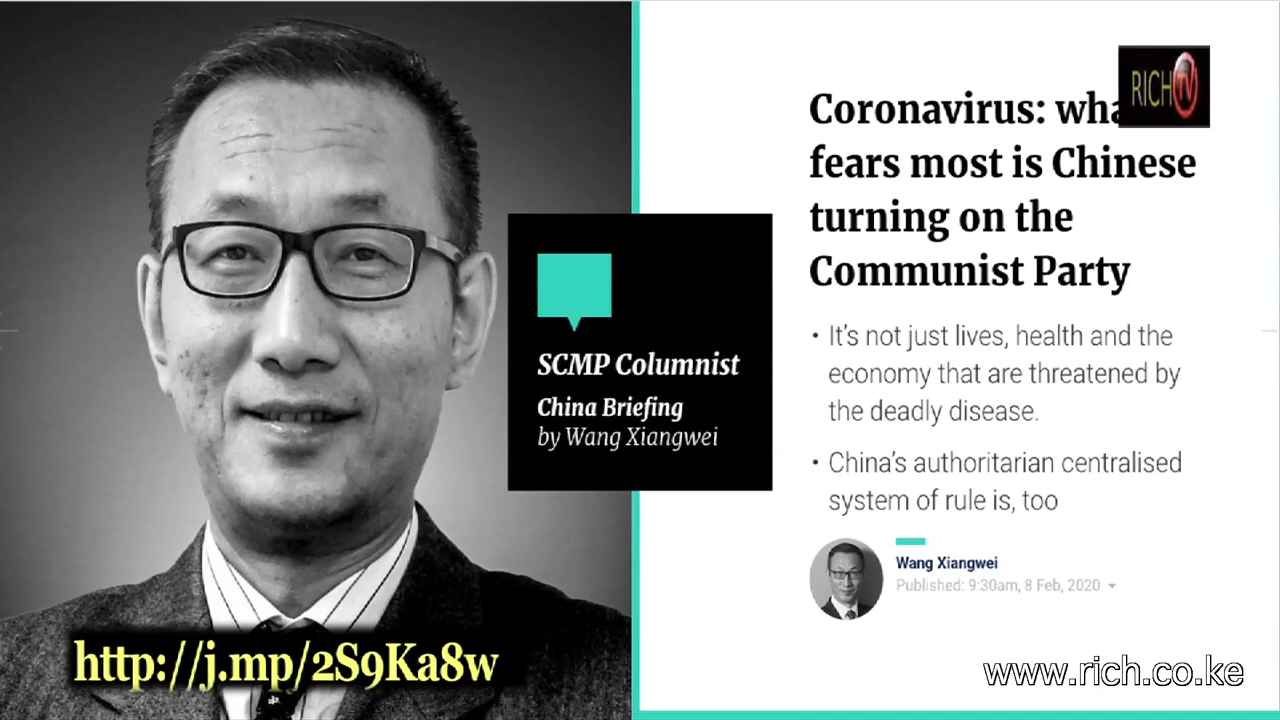 RICH TV
Coronavirus: wha
fears most is Chinese
turning on the
Communist Party
• It's not just lives, health and the
economy that are threatened by
the deadly disease.
• China's authoritarian centralised
system of rule is, too
Wang Xiangwei
Published: 9:30am, 8 Feb, 2020
SCMP Columnist
China Briefing
by Wang Xiangwei
http://j.mp/2S9Ka8w
www.rich.co.ke